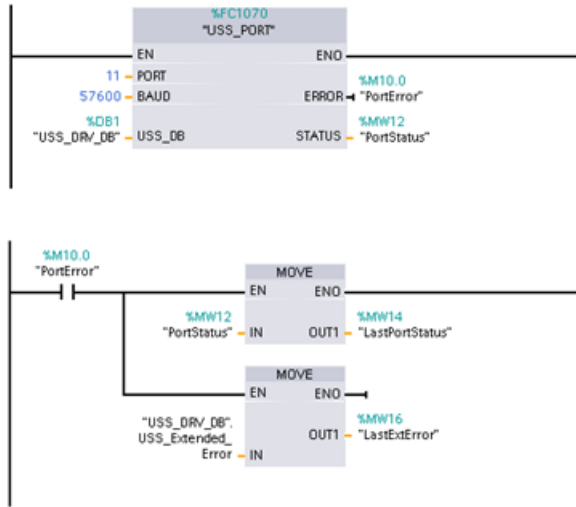 %FC1070
"USS_PORT"
EN ENO
11 PORT
%M10.0
57600 BAUD ERROR "PortError"
%DB1 %MW12
"USS_DRV_DB" USS_DB STATUS "PortStatus"
%M10.0
"PortError"
MOVE
EN ENO
%MW12 %MW14
"PortStatus" IN OUT1 "LastPortStatus"
MOVE
EN ENO
"USS_DRV_DB". %MW16
USS_Extended_ OUT1 "LastExtError"
Error IN